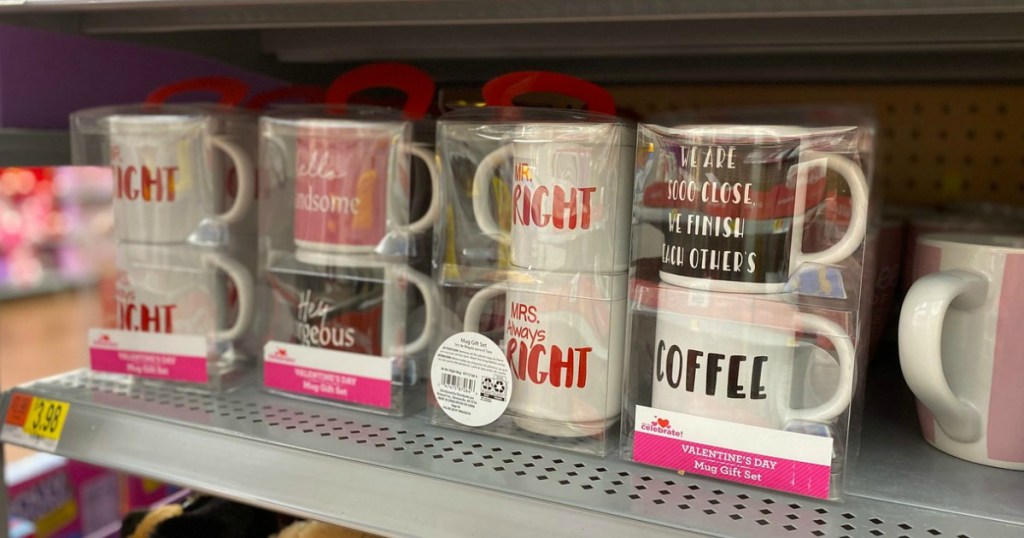 RIGHT
RIGHT
VALENTINE'S DAY
Mug Gift Set
Hello
Handsome
Hey
VALENTINE'S DAY
Mug Gift Set
MR.
RIGHT
MRS.
Always
RIGHT
Mug Gift Set
WE ARE
SOOO CLOSE,
WE FINISH
EACH OTHER'S
COFFEE
celebrate!
VALENTINE'S DAY
Mug Gift Set
3.98